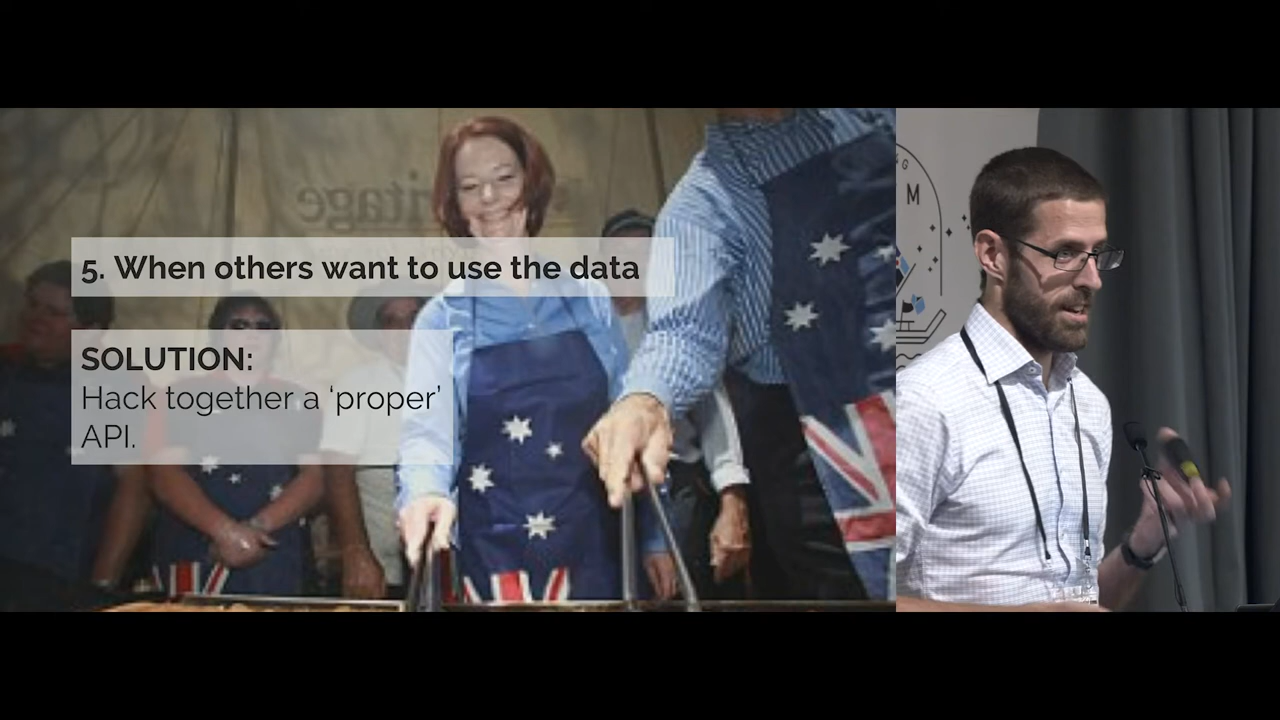 5. When others want to use the data
SOLUTION:
Hack together a ‘proper’
API.